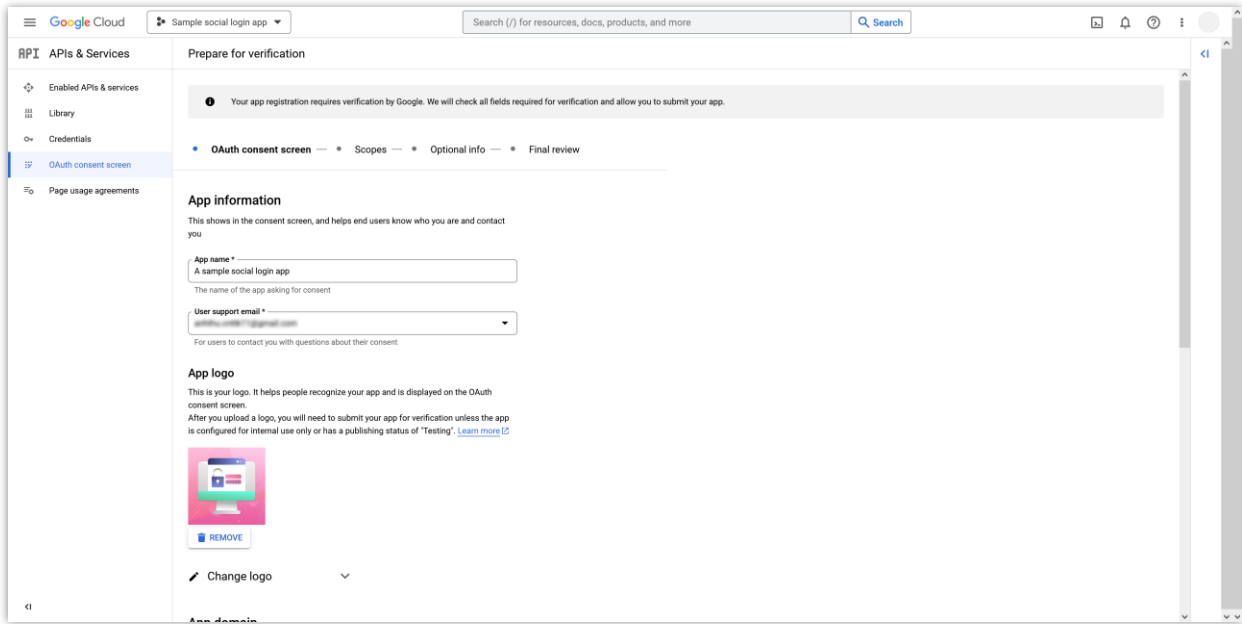 Google Cloud
Sample social login app
Search (/) for resources, docs, products, and more
Search
API APIs & Services
Prepare for verification
Enabled APIs & services
Library
Credentials
OAuth consent screen
Page usage agreements
Your app registration requires verification by Google. We will check all fields required for verification and allow you to submit your app.
OAuth consent screen — Scopes — Optional info — Final review
App information
This shows in the consent screen, and helps end users know who you are and contact
you
App name *
A sample social login app
The name of the app asking for consent
User support email *
For users to contact you with questions about their consent
App logo
This is your logo. It helps people recognize your app and is displayed on the OAuth
consent screen.
After you upload a logo, you will need to submit your app for verification unless the app
is configured for internal use only or has a publishing status of "Testing". Learn more
REMOVE
Change logo
App domain